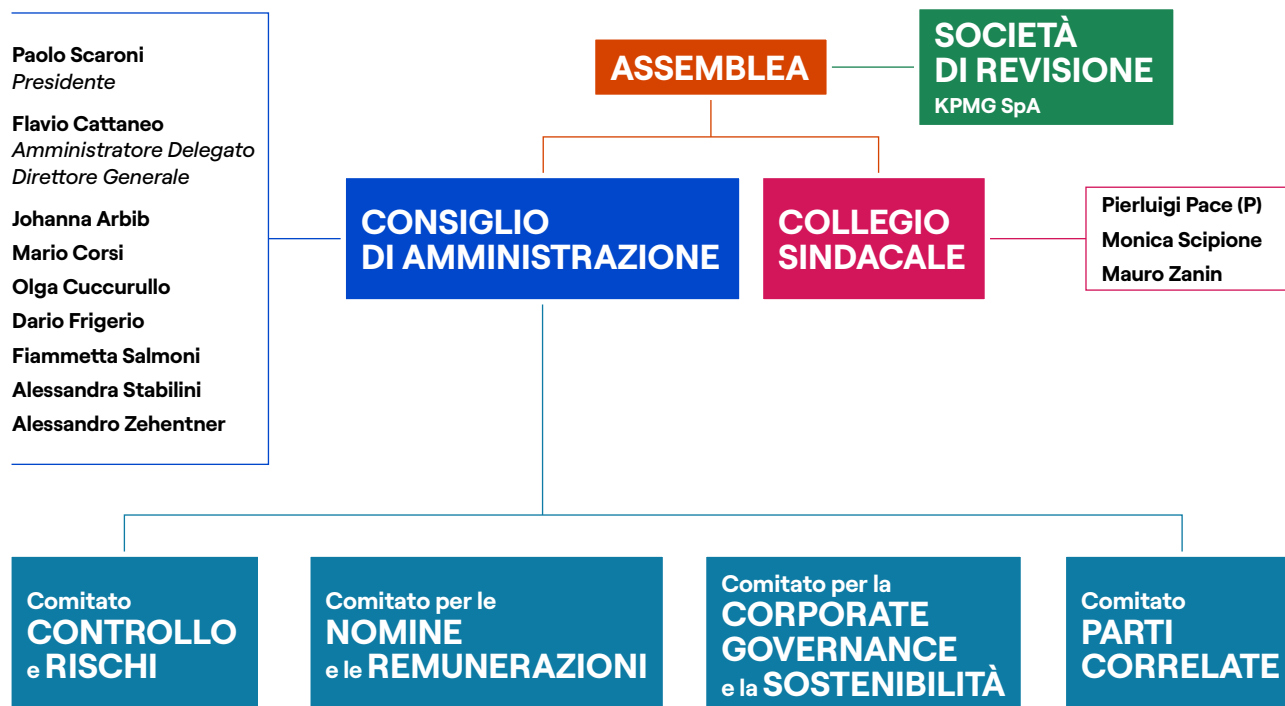 Paolo Scaroni
Presidente
Flavio Cattaneo
Amministratore Delegato
Direttore Generale
Johanna Arbib
Mario Corsi
Olga Cuccurullo
Dario Frigerio
Fiammetta Salmoni
Alessandra Stabilini
Alessandro Zehentner
ASSEMBLEA
SOCIETÀ
DI REVISIONE
KPMG SpA
CONSIGLIO
DI AMMINISTRAZIONE
COLLEGIO
SINDACALE
Pierluigi Pace (P)
Monica Scipione
Mauro Zanin
Comitato
CONTROLLO
e RISCHI
Comitato per le
NOMINE
e le REMUNERAZIONI
Comitato per la
CORPORATE
GOVERNANCE
e la SOSTENIBILITÀ
Comitato
PARTI
CORRELATE